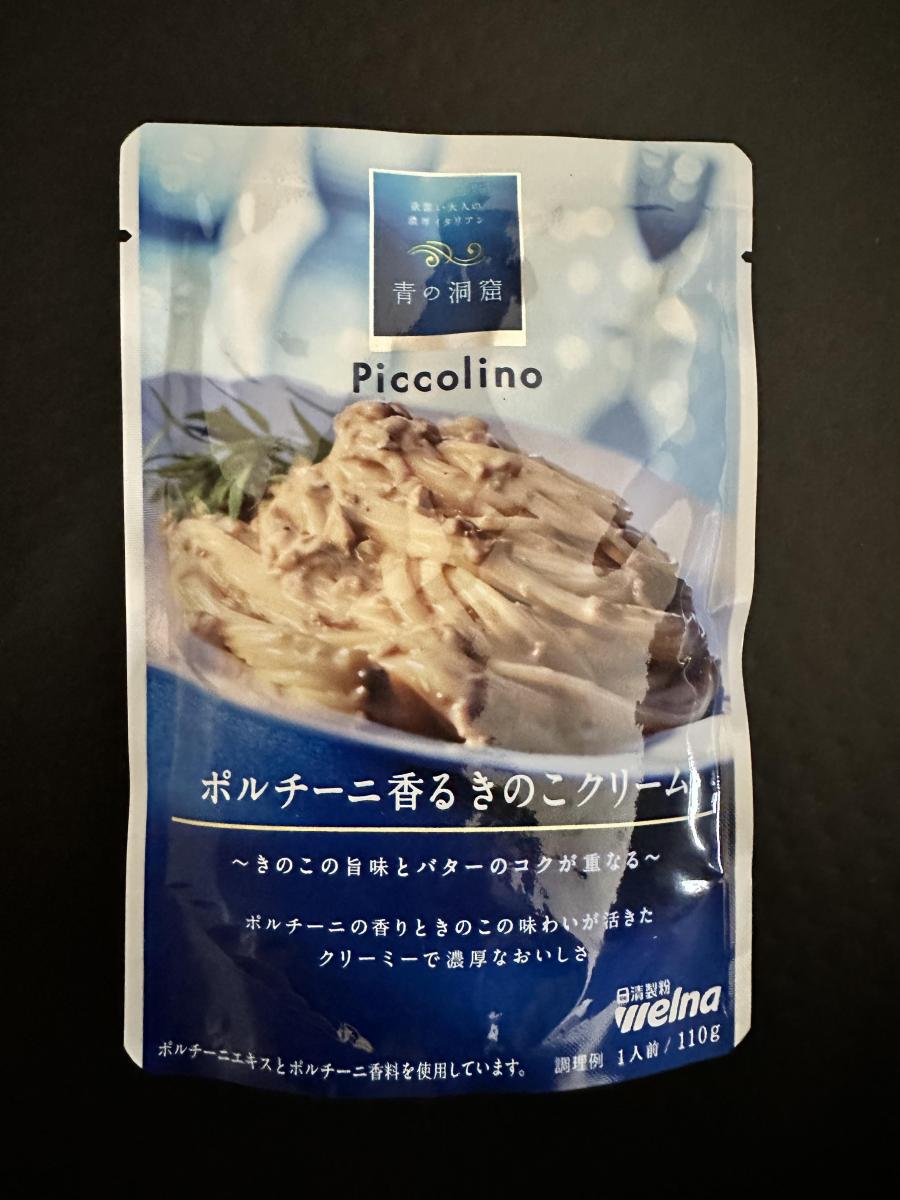 欲深い大人の
濃厚イタリアン
青の洞窟
Piccolino
ポルチーニ香るきのこクリーム
~きのこの旨味とバターのコクが重なる~
ポルチーニの香りときのこの味わいが活きた
クリーミーで濃厚なおいしさ
日清製粉
welna
ポルチーニエキスとポルチーニ香料を使用しています。
調理例
1人前/110g